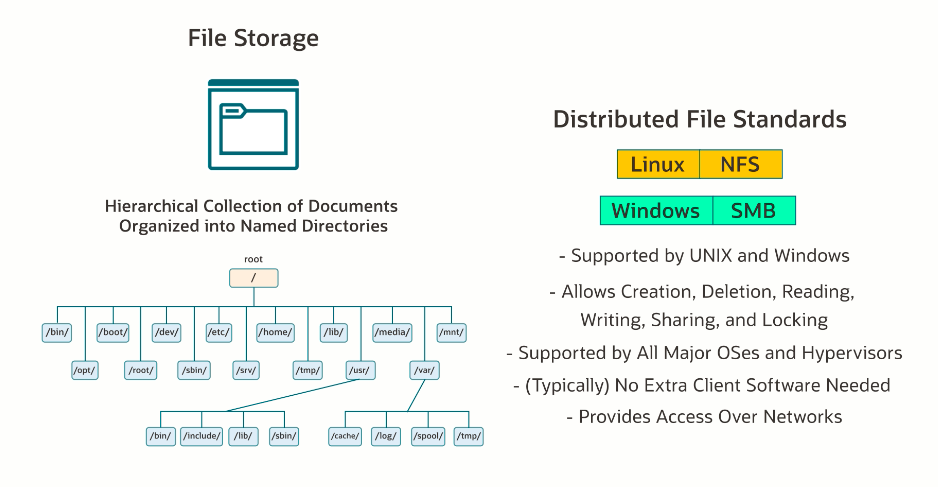 File Storage
Hierarchical Collection of Documents
Organized into Named Directories
root
/
/bin/ /boot/ /dev/ /etc/ /home/ /lib/ /media/ /mnt/
/opt/ /root/ /sbin/ /srv/ /tmp/ /usr/ /var/
/bin/ /include/ /lib/ /sbin/ /cache/ /log/ /spool/ /tmp/
Distributed File Standards
Linux NFS
Windows SMB
- Supported by UNIX and Windows
- Allows Creation, Deletion, Reading,
Writing, Sharing, and Locking
- Supported by All Major OSes and Hypervisors
- (Typically) No Extra Client Software Needed
- Provides Access Over Networks